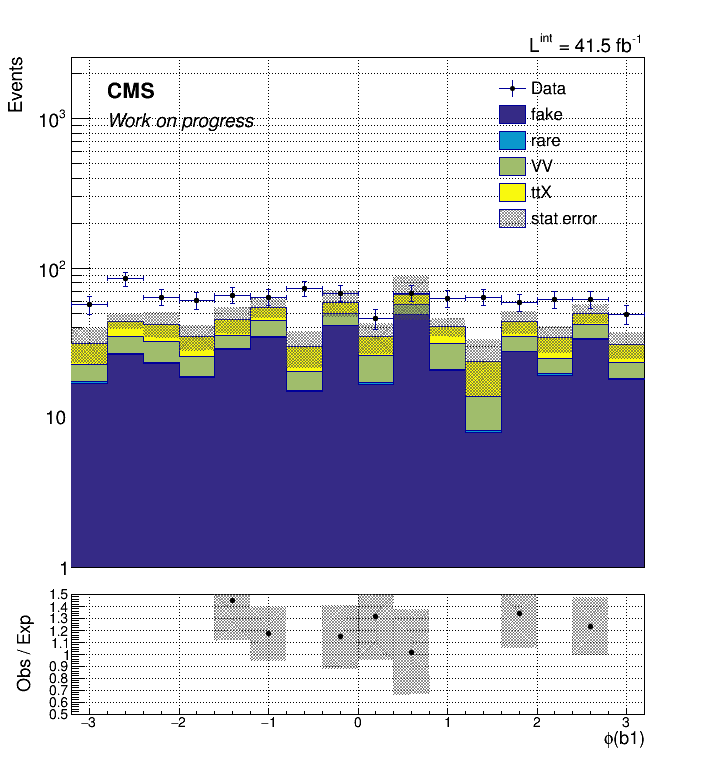 L^int = 41.5 fb^-1
Events
CMS
Work on progress
Data
fake
rare
VV
ttX
stat error
10^3
10^2
10
1
Obs / Exp
1.5
1.4
1.3
1.2
1.1
1
0.9
0.8
0.7
0.6
0.5
−3 −2 −1 0 1 2 3
ϕ(b1)